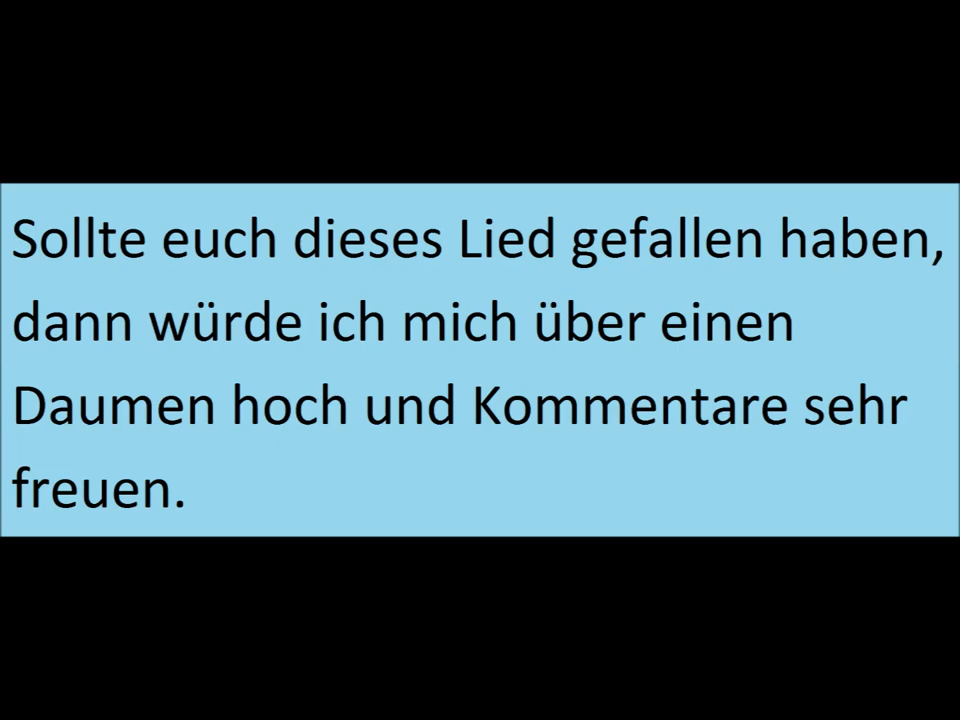 Sollte euch dieses Lied gefallen haben,
dann würde ich mich über einen
Daumen hoch und Kommentare sehr
freuen.